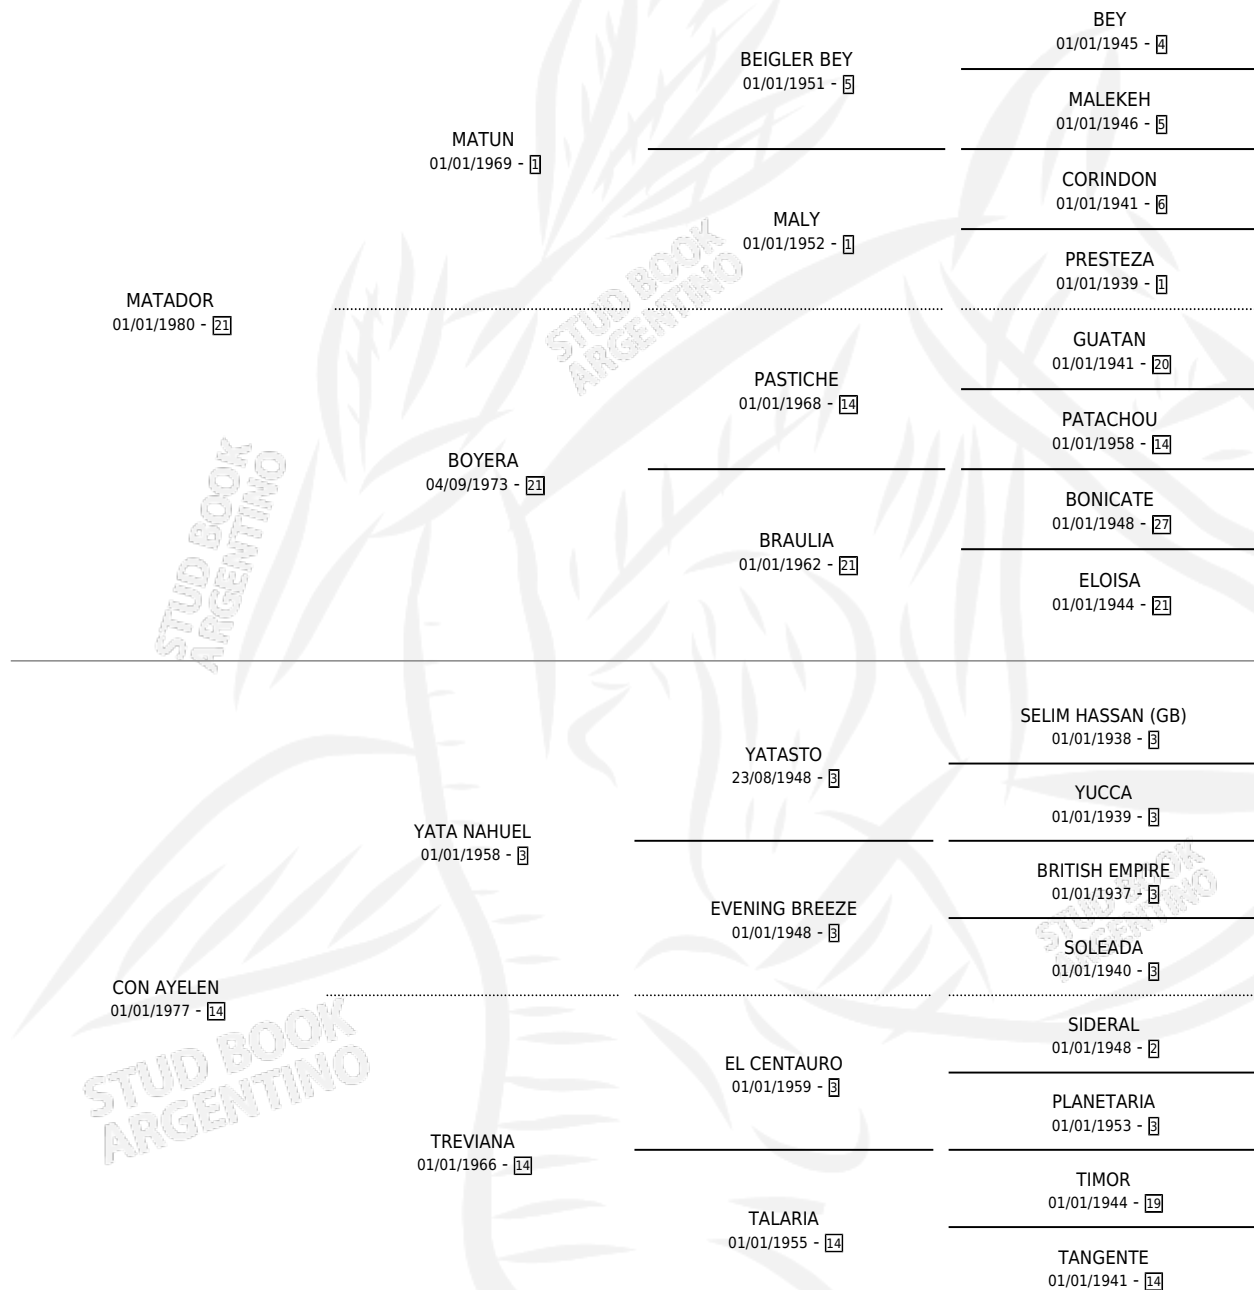 BEY
01/01/1945 - 4
BEIGLER BEY
01/01/1951 - 5
MALEKEH
01/01/1946 - 5
MATUN
01/01/1969 - 1
CORINDON
01/01/1941 - 6
MALY
01/01/1952 - 1
PRESTEZA
01/01/1939 - 1
MATADOR
01/01/1980 - 21
GUATAN
01/01/1941 - 20
PASTICHE
01/01/1968 - 14
PATACHOU
01/01/1958 - 14
BOYERA
04/09/1973 - 21
BONICATE
01/01/1948 - 27
BRAULIA
01/01/1962 - 21
ELOISA
01/01/1944 - 21
SELIM HASSAN (GB)
01/01/1938 - 3
YATASTO
23/08/1948 - 3
YUCCA
01/01/1939 - 3
YATA NAHUEL
01/01/1958 - 3
BRITISH EMPIRE
01/01/1937 - 3
EVENING BREEZE
01/01/1948 - 3
SOLEADA
01/01/1940 - 3
CON AYELEN
01/01/1977 - 14
SIDERAL
01/01/1948 - 2
EL CENTAURO
01/01/1959 - 3
PLANETARIA
01/01/1953 - 3
TREVIANA
01/01/1966 - 14
TIMOR
01/01/1944 - 19
TALARIA
01/01/1955 - 14
TANGENTE
01/01/1941 - 14
STUD BOOK
ARGENTINO
STUD BOOK
ARGENTINO
STUD BOOK
ARGENTINO
STUD BOOK
ARGENTINO